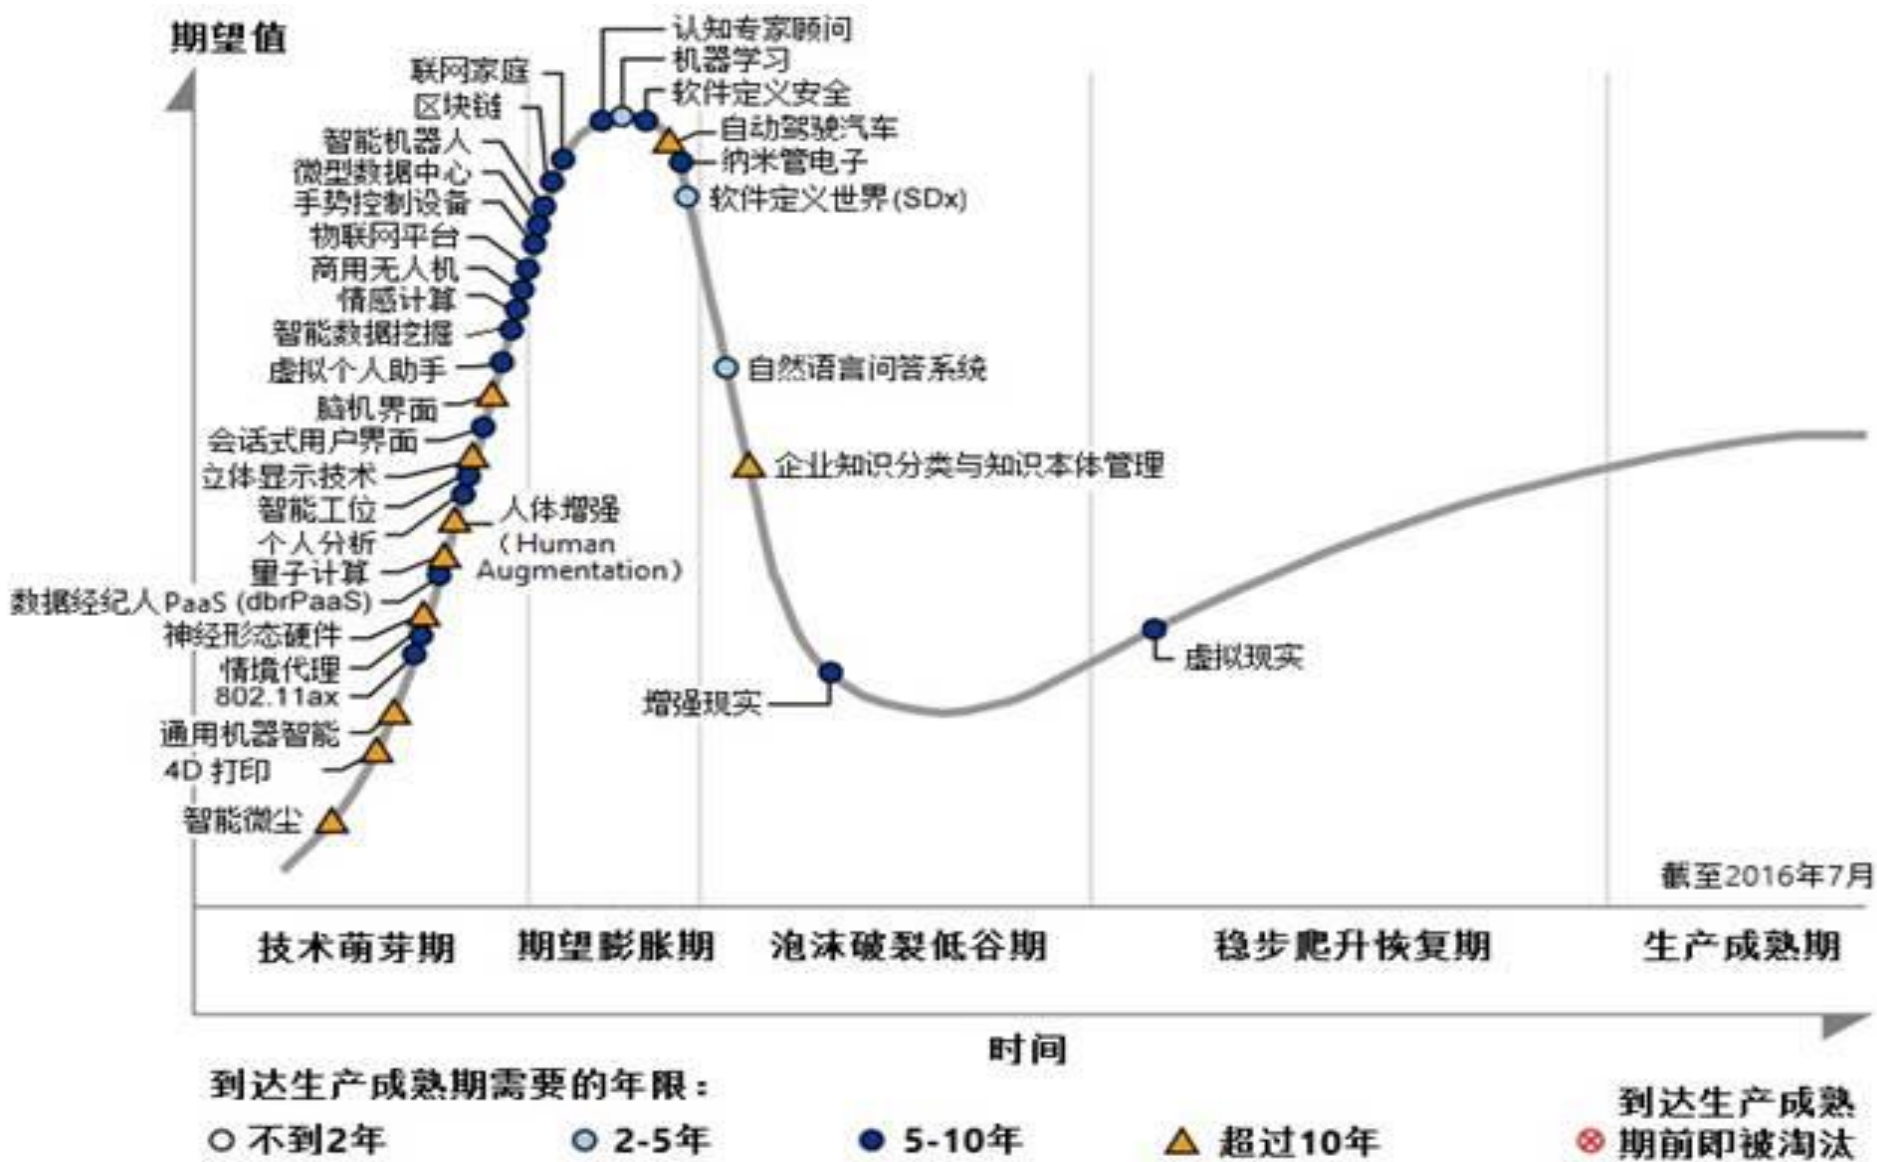 期望值
认知专家顾问
机器学习
软件定义安全
自动驾驶汽车
纳米管电子
软件定义世界(SDx)
联网家庭
区块链
智能机器人
微型数据中心
手势控制设备
物联网平台
商用无人机
情感计算
智能数据挖掘
虚拟个人助手
脑机界面
会话式用户界面
立体显示技术
智能工位
个人分析
量子计算
数据经纪人PaaS (dbrPaaS)
神经形态硬件
情境代理
802.11ax
通用机器智能
4D 打印
智能微尘
人体增强
(Human
Augmentation)
自然语言问答系统
企业知识分类与知识本体管理
增强现实
虚拟现实
截至2016年7月
技术萌芽期
期望膨胀期
泡沫破裂低谷期
稳步爬升恢复期
生产成熟期
时间
到达生产成熟期需要的年限:
不到2年
2-5年
5-10年
超过10年
到达生产成熟
期前即被淘汰